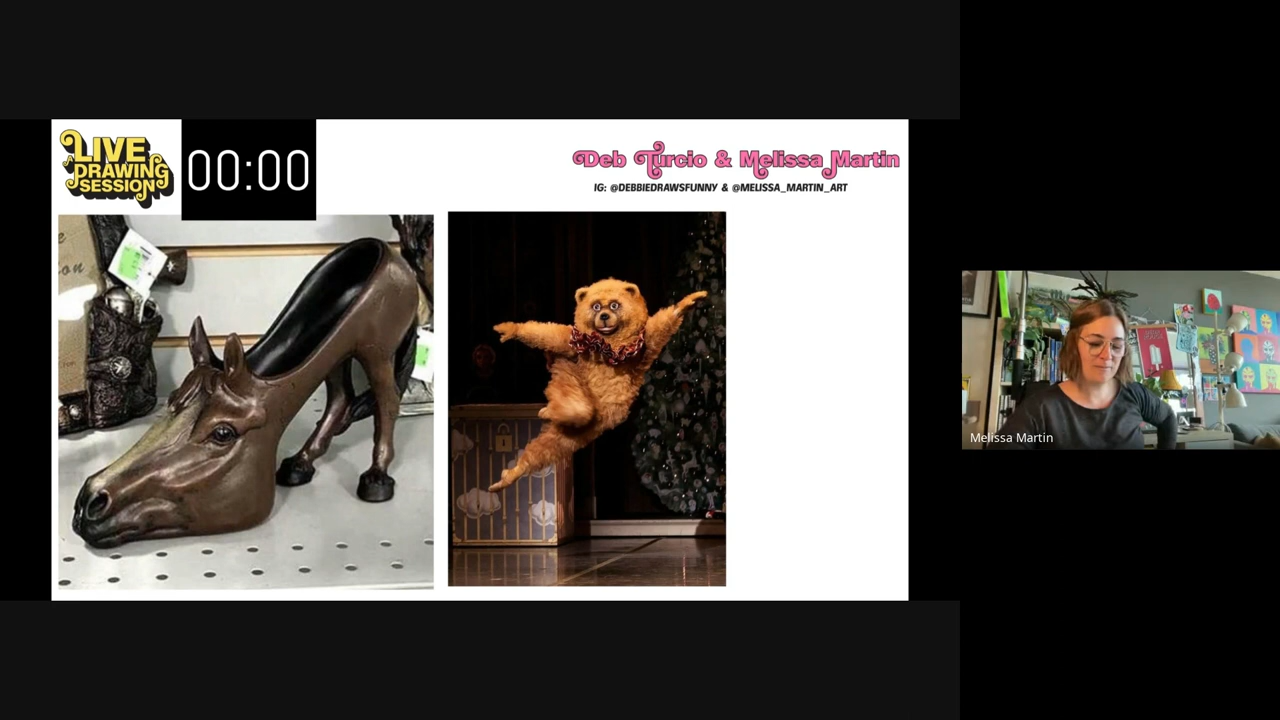 LIVE
DRAWING
SESSION
00:00
Deb Turcio & Melissa Martin
IG: @DEBBIEDRAWSFUNNY & @MELISSA_MARTIN_ART
Melissa Martin